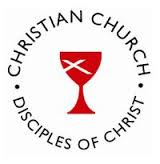 • CHRISTIAN CHURCH •
DISCIPLES OF CHRIST